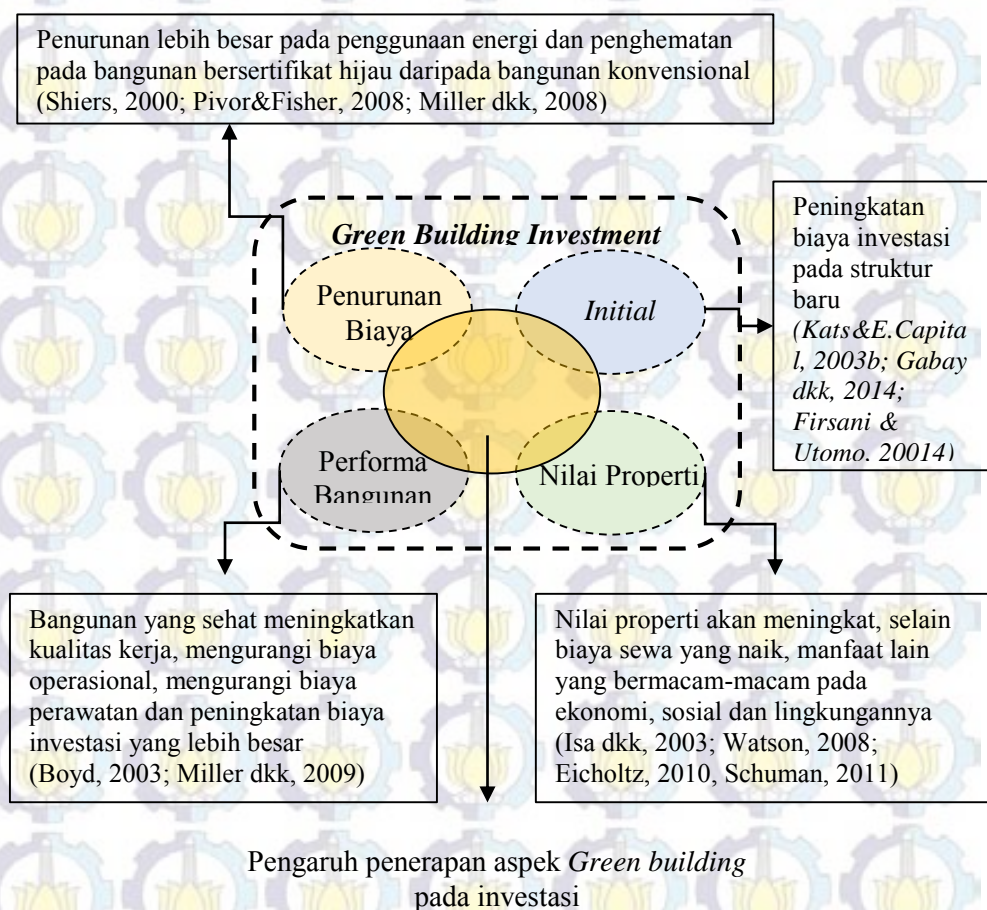 Penurunan lebih besar pada penggunaan energi dan penghematan
pada bangunan bersertifikat hijau daripada bangunan konvensional
(Shiers, 2000; Pivor&Fisher, 2008; Miller dkk, 2008)
Green Building Investment
Penurunan
Biaya
Initial
Peningkatan
biaya investasi
pada struktur
baru
(Kats&E.Capita
l, 2003b; Gabay
dkk, 2014;
Firsani &
Utomo. 20014)
Performa
Bangunan
Nilai Properti
Bangunan yang sehat meningkatkan
kualitas kerja, mengurangi biaya
operasional, mengurangi biaya
perawatan dan peningkatan biaya
investasi yang lebih besar
(Boyd, 2003; Miller dkk, 2009)
Nilai properti akan meningkat, selain
biaya sewa yang naik, manfaat lain
yang bermacam-macam pada
ekonomi, sosial dan lingkungannya
(Isa dkk, 2003; Watson, 2008;
Eicholtz, 2010, Schuman, 2011)
Pengaruh penerapan aspek Green building
pada investasi